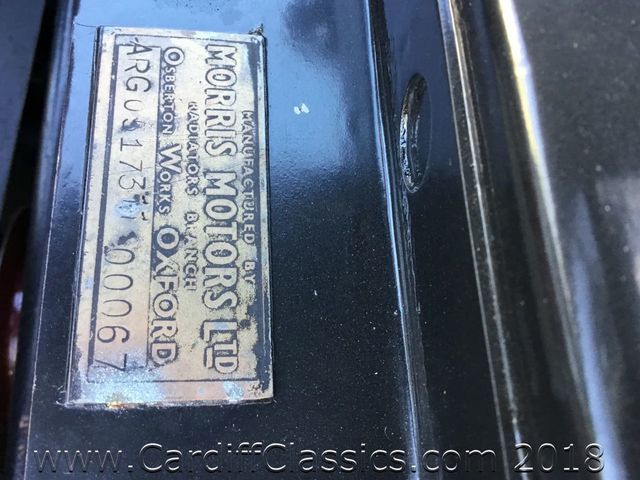 MANUFACTURED BY
MORRIS MOTORS LTD
RADIATORS BRANCH
OSBERTON WORKS OXFORD
00067
www.CardiffClassics.com 2018